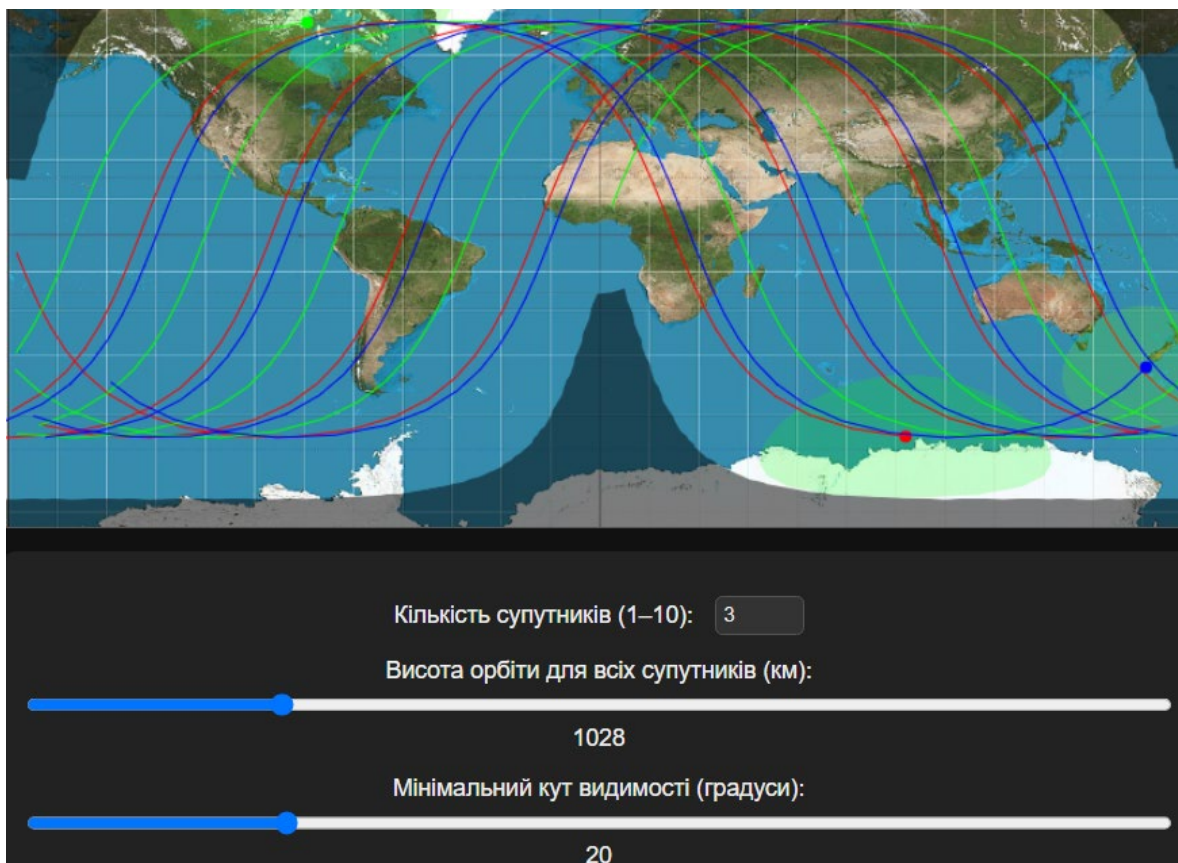 Кількість супутників (1–10): 3
Висота орбіти для всіх супутників (км):
1028
Мінімальний кут видимості (градуси):
20